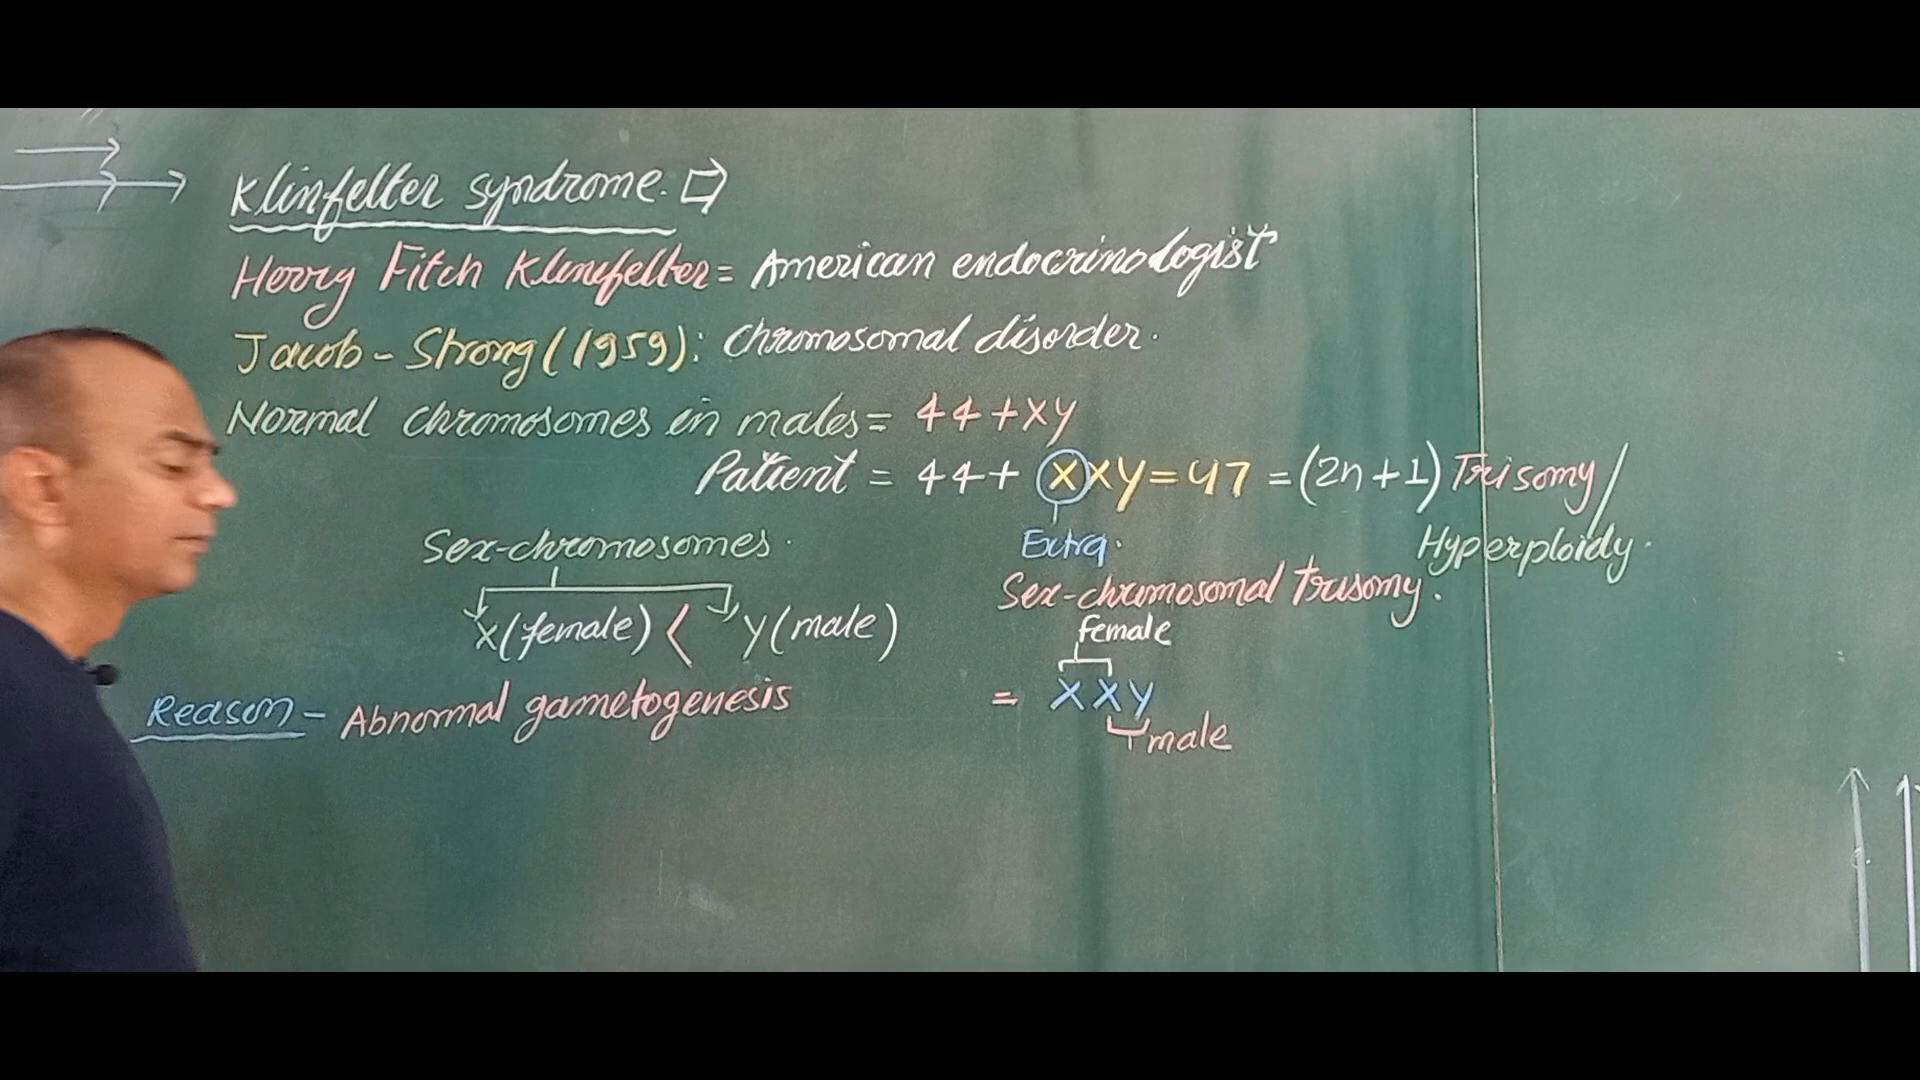 Klinfelter syndrome. ⇨
Herry Fitch Klinefelter = American endocrinologist
Jacob - Strong (1959): Chromosomal disorder.
Normal chromosomes in males = 44+XY
Patient = 44+ XXY = 47 = (2n+1) Trisomy/
Extra. Hyperploidy.
Sex-chromosomes.
Sex-chromosomal trisomy.
X(female) < Y(male)
Female
= XXY
male
Reason - Abnormal gametogenesis